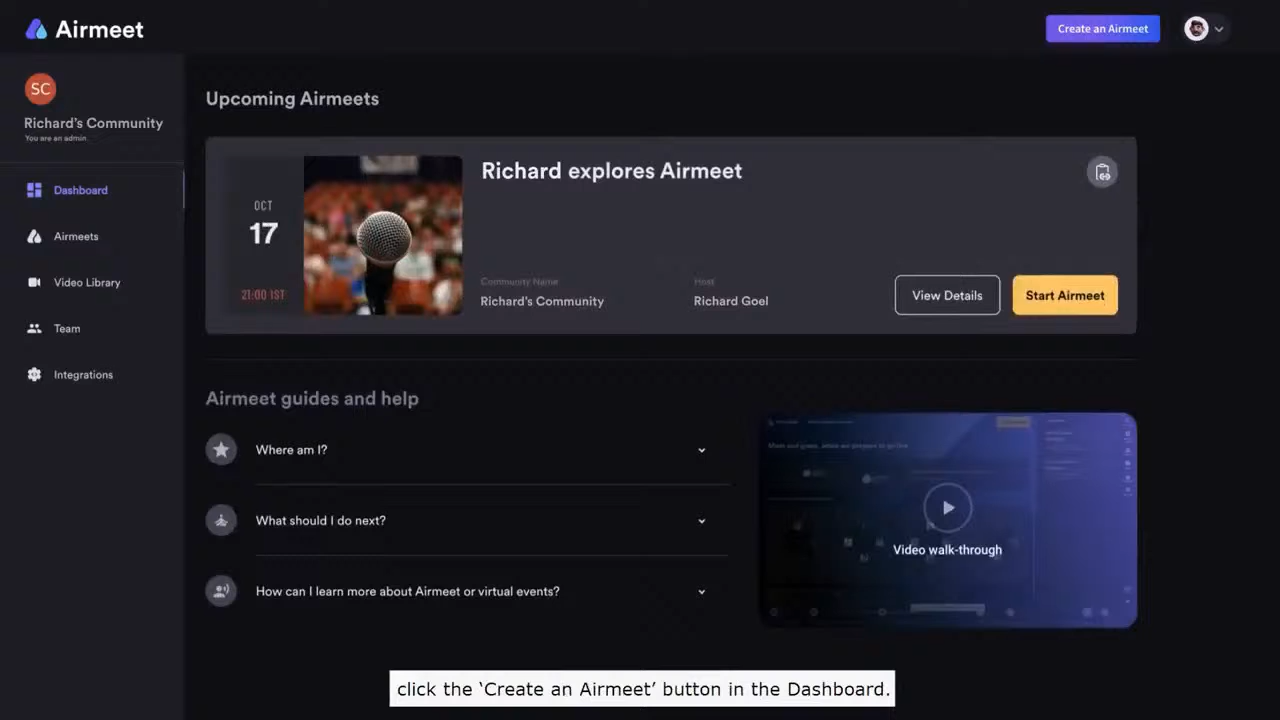 Airmeet
Create an Airmeet
SC
Richard's Community
You are an admin.
Dashboard
Airmeets
Video Library
Team
Integrations
Upcoming Airmeets
OCT
17
21:00 IST
Richard explores Airmeet
Community Name
Richard's Community
Host
Richard Goel
View Details
Start Airmeet
Airmeet guides and help
Where am I?
What should I do next?
How can I learn more about Airmeet or virtual events?
Video walk-through
click the ‘Create an Airmeet’ button in the Dashboard.